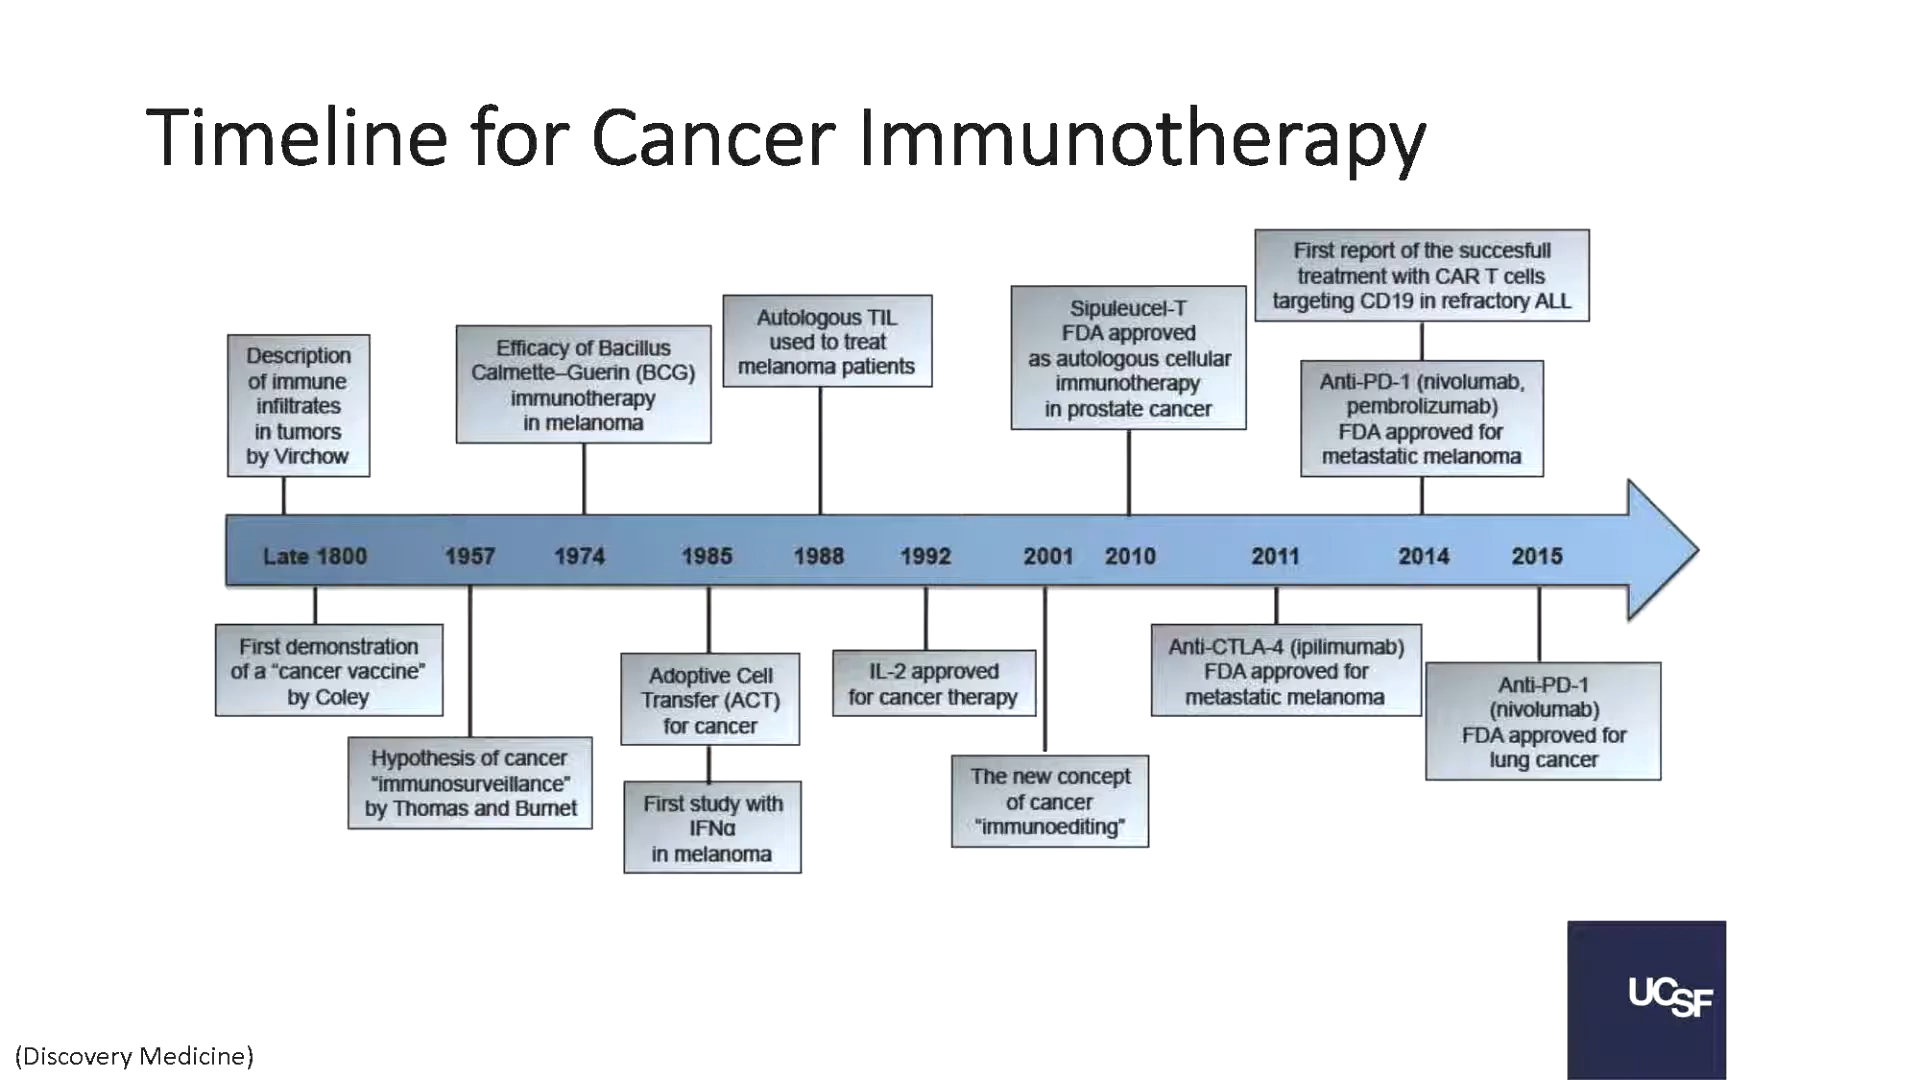 Timeline for Cancer Immunotherapy
Description
of immune
infiltrates
in tumors
by Virchow
Efficacy of Bacillus
Calmette–Guerin (BCG)
immunotherapy
in melanoma
Autologous TIL
used to treat
melanoma patients
Sipuleucel-T
FDA approved
as autologous cellular
immunotherapy
in prostate cancer
First report of the succesfull
treatment with CAR T cells
targeting CD19 in refractory ALL
Anti-PD-1 (nivolumab,
pembrolizumab)
FDA approved for
metastatic melanoma
Late 1800 1957 1974 1985 1988 1992 2001 2010 2011 2014 2015
First demonstration
of a “cancer vaccine”
by Coley
Hypothesis of cancer
“immunosurveillance”
by Thomas and Burnet
Adoptive Cell
Transfer (ACT)
for cancer
First study with
IFNα
in melanoma
IL-2 approved
for cancer therapy
The new concept
of cancer
“immunoediting”
Anti-CTLA-4 (ipilimumab)
FDA approved for
metastatic melanoma
Anti-PD-1
(nivolumab)
FDA approved for
lung cancer
UCSF
(Discovery Medicine)